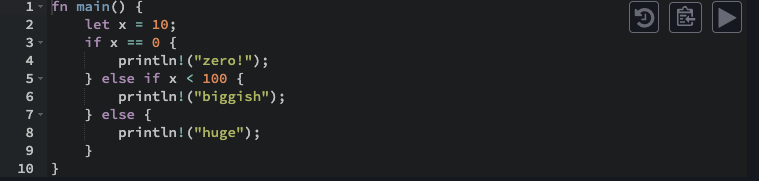 1 fn main() {
2     let x = 10;
3     if x == 0 {
4         println!("zero!");
5     } else if x < 100 {
6         println!("biggish");
7     } else {
8         println!("huge");
9     }
10 }